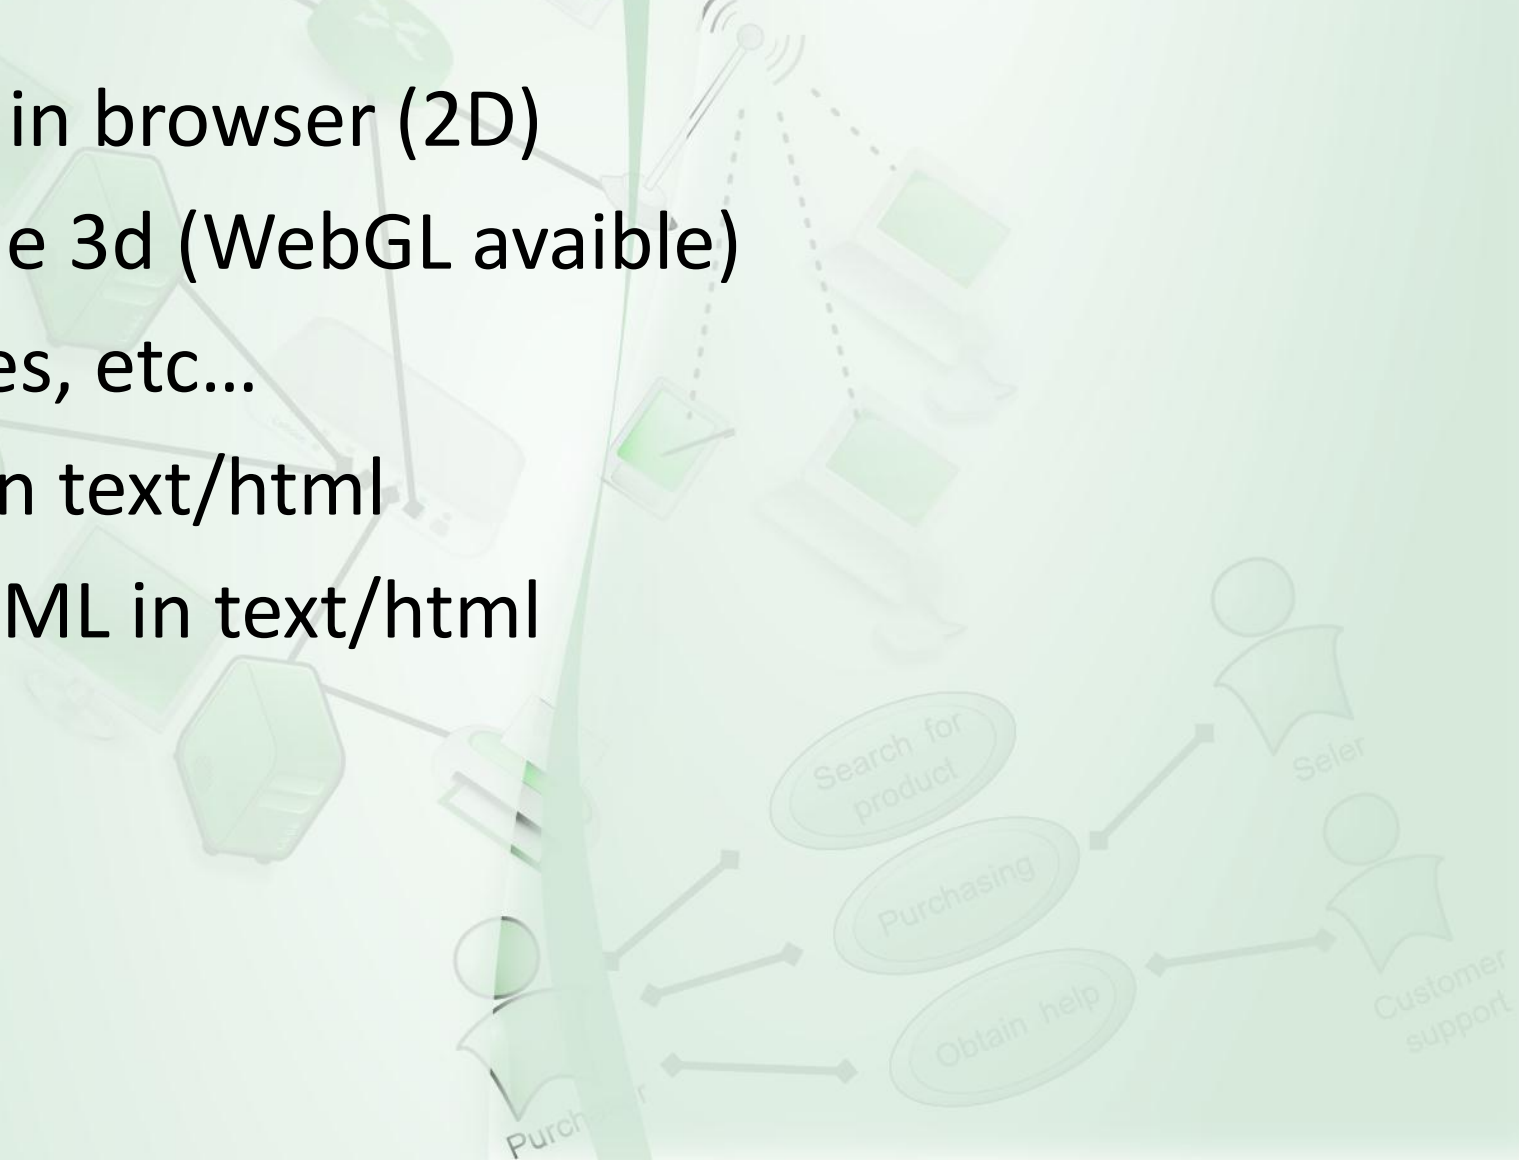 in browser (2D)
e 3d (WebGL avaible)
es, etc…
n text/html
ML in text/html
Search for
product
Seler
Purchasing
Obtain help
Customer
support